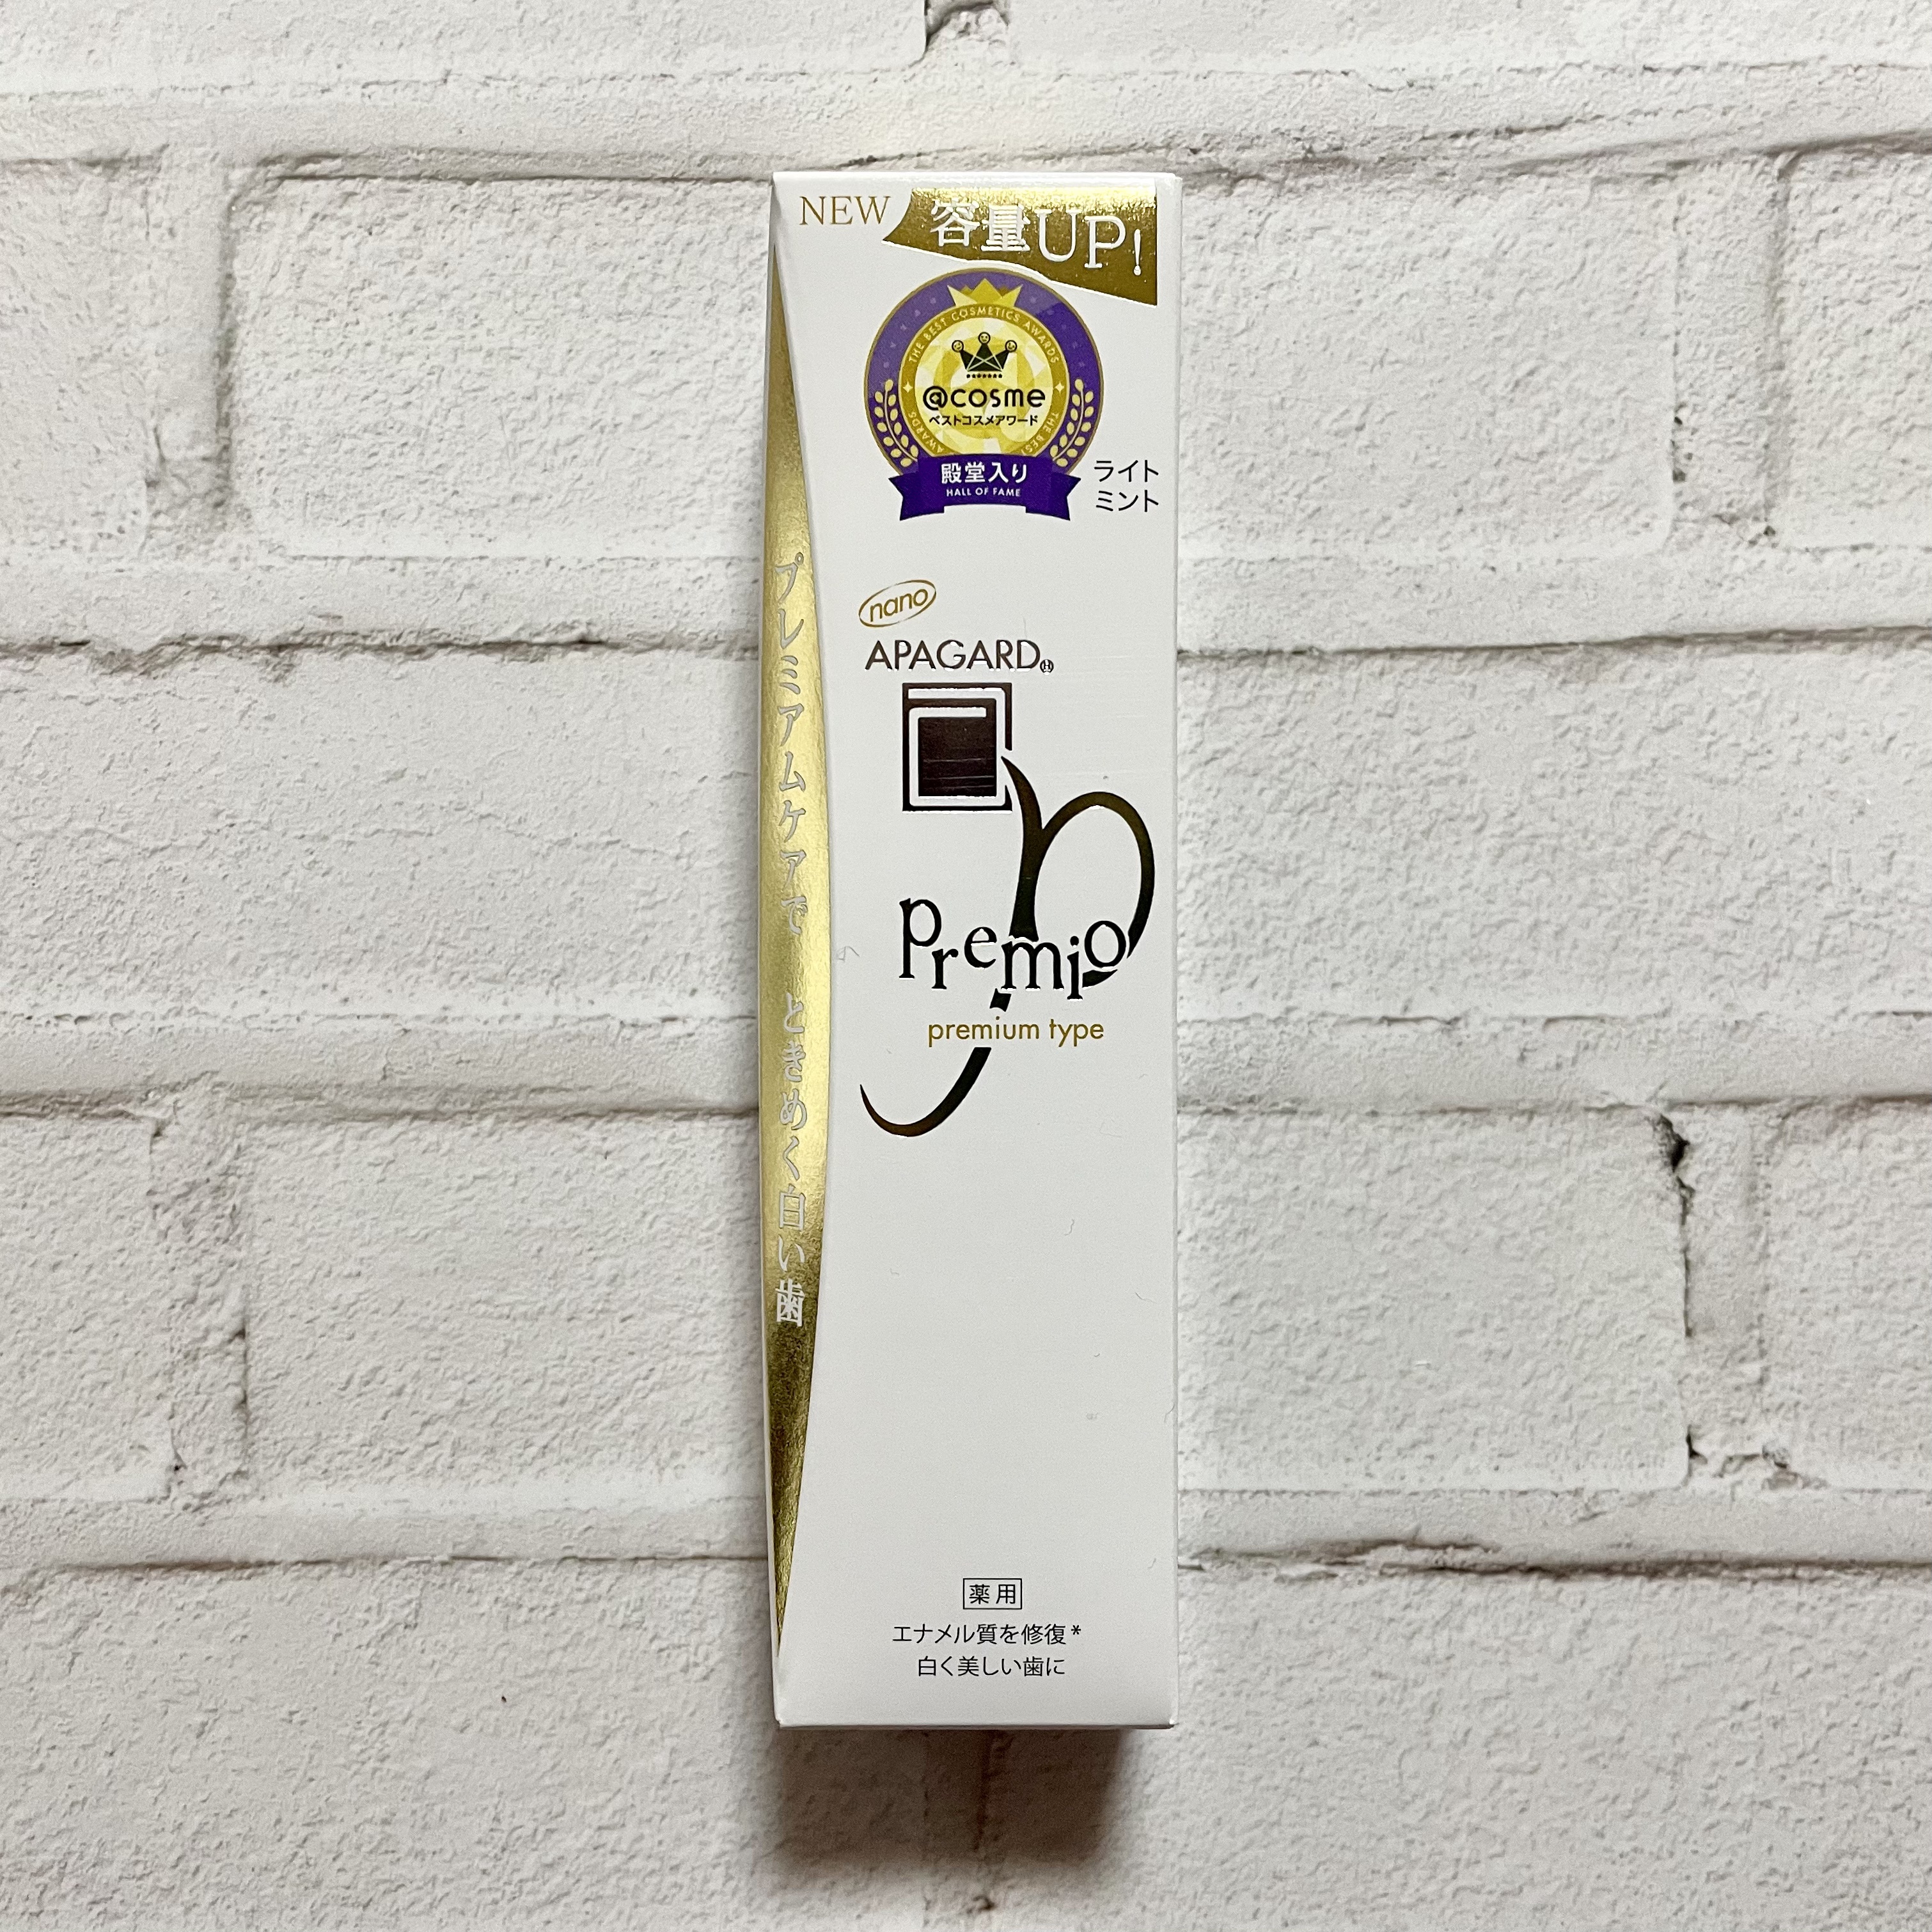 NEW
容量UP!
THE BEST COSMETICS AWARDS
@cosme
ベストコスメアワード
AWARDS
THE BEST
殿堂入り
HALL OF FAME
ライト
ミント
nano
APAGARD®
premio
premium type
プレミアムケアで ときめく白い歯
薬用
エナメル質を修復*
白く美しい歯に